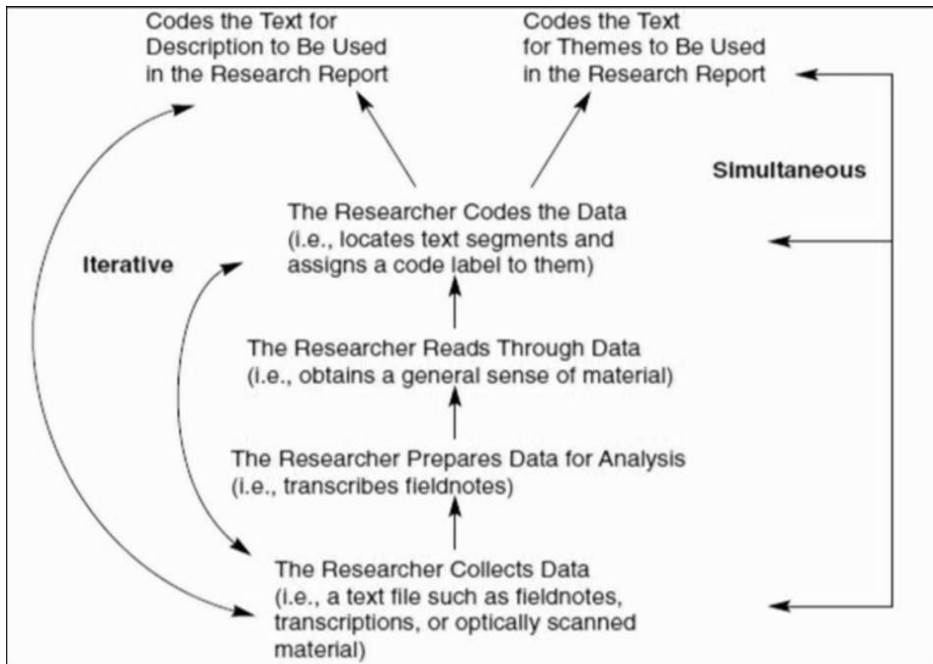 Codes the Text for
Description to Be Used
in the Research Report
Codes the Text
for Themes to Be Used
in the Research Report
Simultaneous
The Researcher Codes the Data
(i.e., locates text segments and
assigns a code label to them)
Iterative
The Researcher Reads Through Data
(i.e., obtains a general sense of material)
The Researcher Prepares Data for Analysis
(i.e., transcribes fieldnotes)
The Researcher Collects Data
(i.e., a text file such as fieldnotes,
transcriptions, or optically scanned
material)